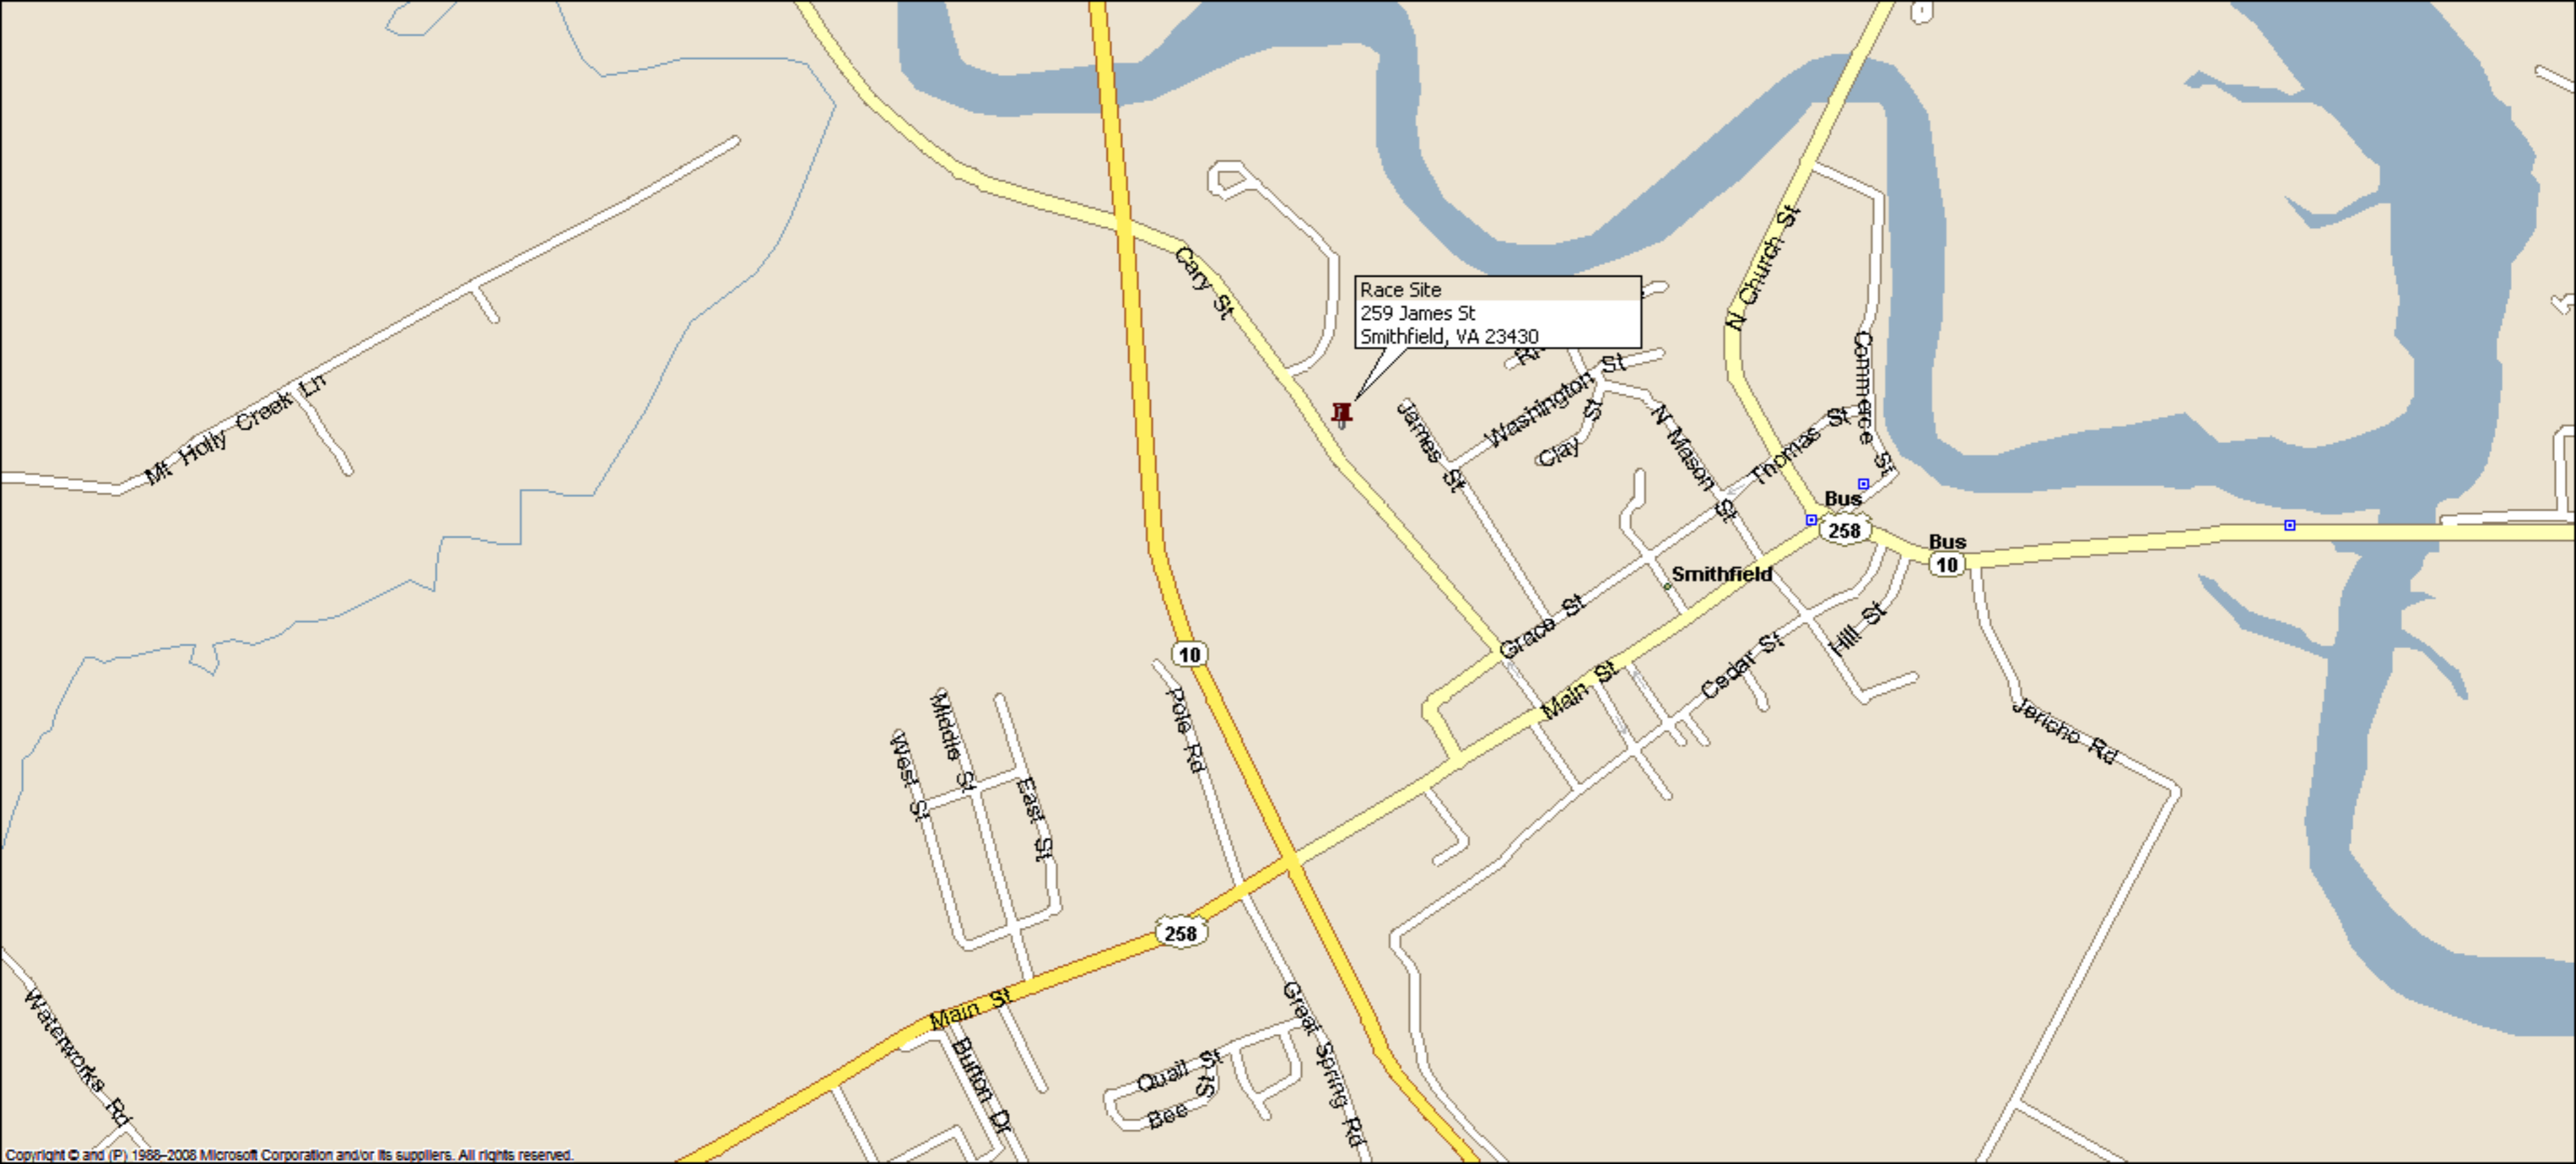 Cary St
N Church St
Race Site
259 James St
Smithfield, VA 23430
Commerce St
Washington St
Mt Holly Creek Ln
James St
Clay St
N Mason St
Thomas St
Bus
258
Bus
10
Smithfield
Grace St
Hill St
Cedar St
10
Main St
Pole Rd
Middle St
West St
East St
Jericho Rd
258
Main St
Great Spring Rd
Waterworks Rd
Burton Dr
Quail St
Bee St
Copyright © and (P) 1988–2008 Microsoft Corporation and/or its suppliers. All rights reserved.